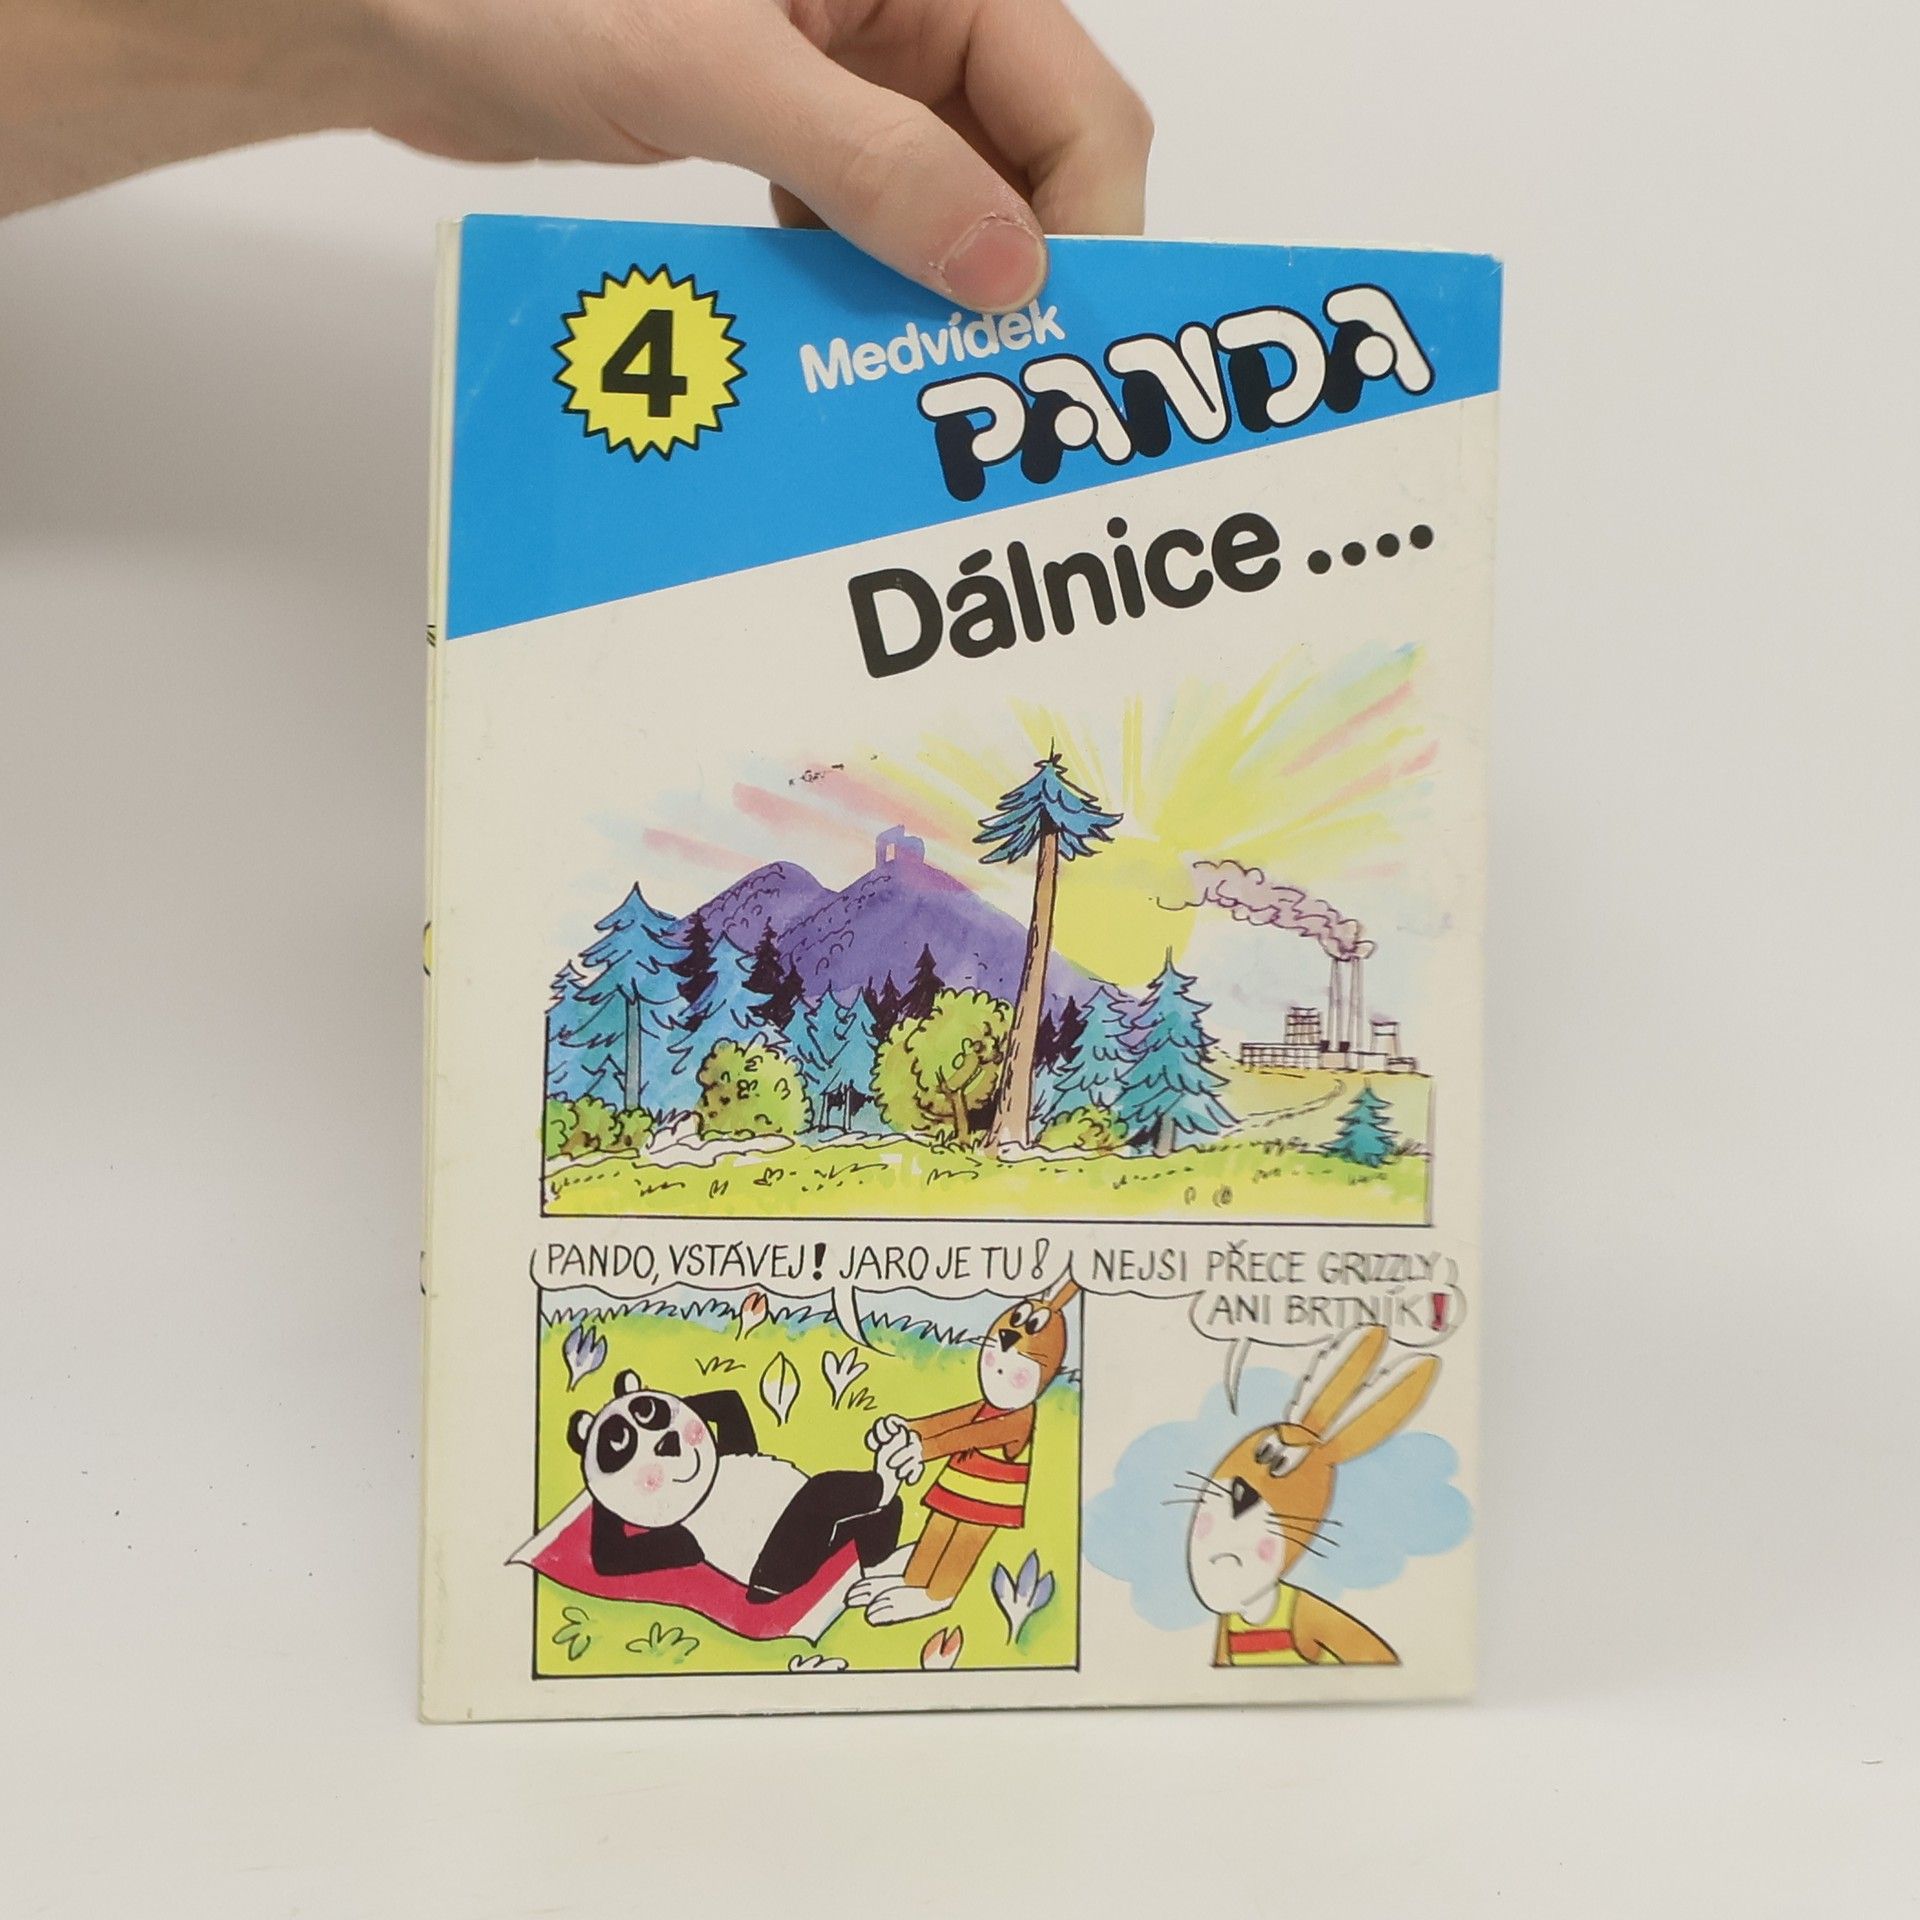 4
Medvídek
PANDA
Dálnice....
PANDO, VSTÁVEJ! JARO JE TU!
NEJSI PŘECE GRIZZLY
ANI BRTNÍK!